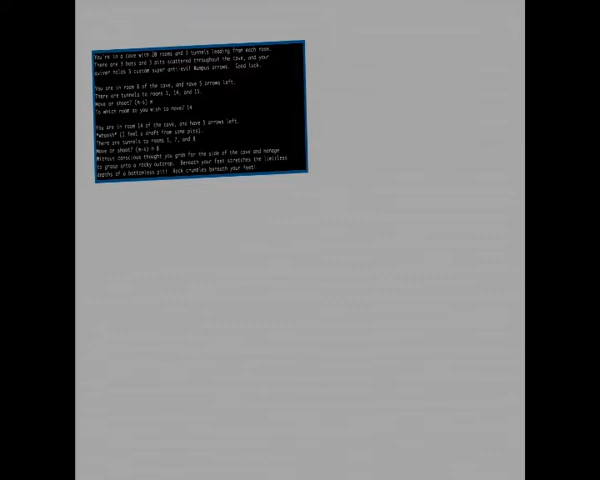 You're in a cave with 20 rooms and 3 tunnels leading from each room.
There are 3 bats and 3 pits scattered throughout the cave, and your
quiver holds 5 custom super anti-evil Wumpus arrows.  Good luck.
You are in room 8 of the cave, and have 5 arrows left.
There are tunnels to rooms 1, 14, and 15.
Move or shoot? (m-s) m
To which room do you wish to move? 14
You are in room 14 of the cave, and have 5 arrows left.
*whoosh* (I feel a draft from some pits).
There are tunnels to rooms 1, 7, and 8
Move or shoot? (m-s) m 8
Without conscious thought you grab for the side of the cave and manage
to grasp onto a rocky outcrop.  Beneath your feet stretches the limitless
depths of a bottomless pit!  Rock crumbles beneath your feet!